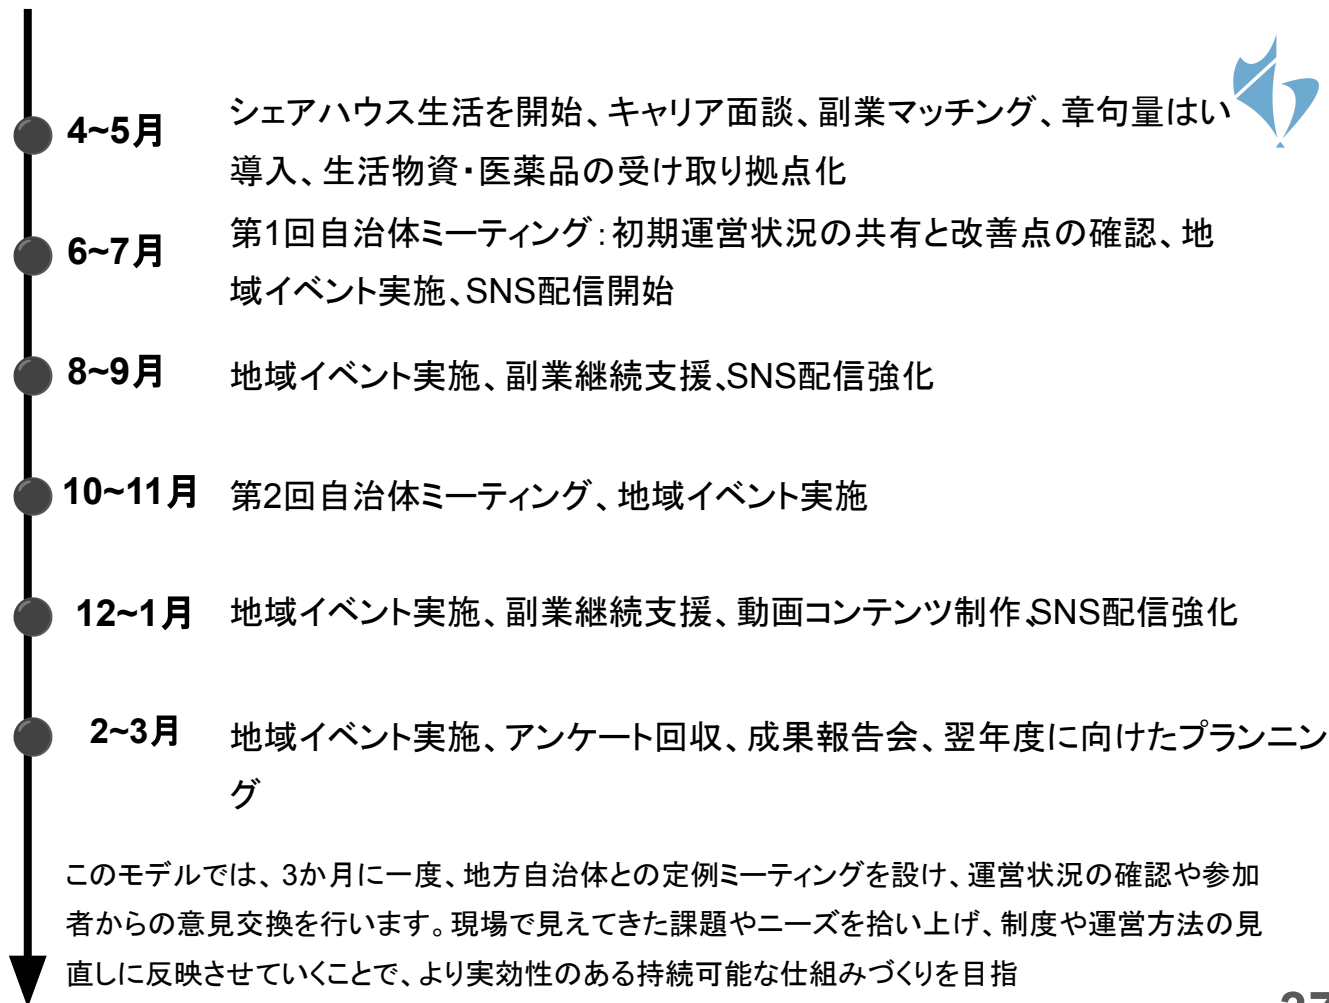 4~5月
シェアハウス生活を開始、キャリア面談、副業マッチング、章句量はい
導入、生活物資・医薬品の受け取り拠点化
6~7月
第1回自治体ミーティング:初期運営状況の共有と改善点の確認、地
域イベント実施、SNS配信開始
8~9月
地域イベント実施、副業継続支援、SNS配信強化
10~11月
第2回自治体ミーティング、地域イベント実施
12~1月
地域イベント実施、副業継続支援、動画コンテンツ制作、SNS配信強化
2~3月
地域イベント実施、アンケート回収、成果報告会、翌年度に向けたプランニン
グ
このモデルでは、3か月に一度、地方自治体との定例ミーティングを設け、運営状況の確認や参加
者からの意見交換を行います。現場で見えてきた課題やニーズを拾い上げ、制度や運営方法の見
直しに反映させていくことで、より実効性のある持続可能な仕組みづくりを目指